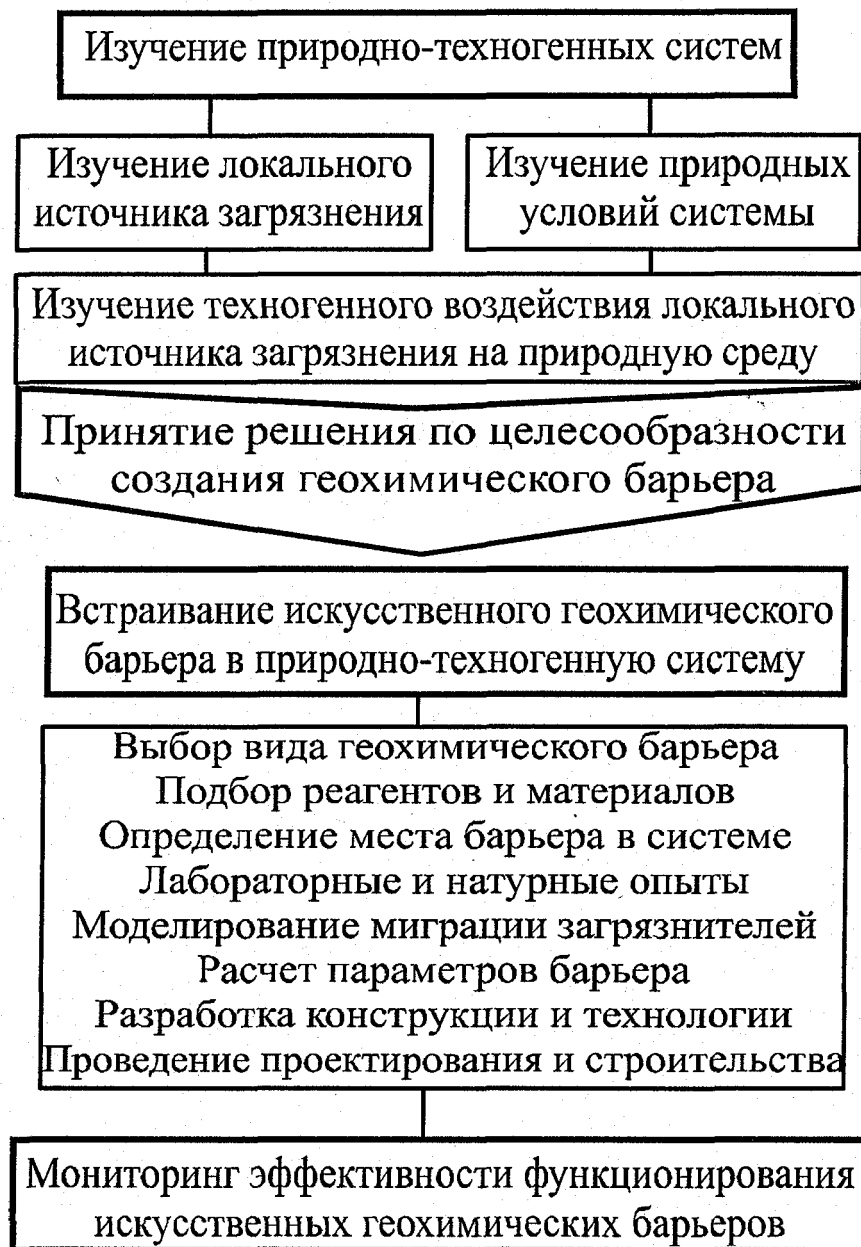 Изучение природно-техногенных систем
Изучение локального
источника загрязнения
Изучение природных
условий системы
Изучение техногенного воздействия локального
источника загрязнения на природную среду
Принятие решения по целесообразности
создания геохимического барьера
Встраивание искусственного геохимического
барьера в природно-техногенную систему
Выбор вида геохимического барьера
Подбор реагентов и материалов
Определение места барьера в системе
Лабораторные и натурные опыты
Моделирование миграции загрязнителей
Расчет параметров барьера
Разработка конструкции и технологии
Проведение проектирования и строительства
Мониторинг эффективности функционирования
искусственных геохимических барьеров